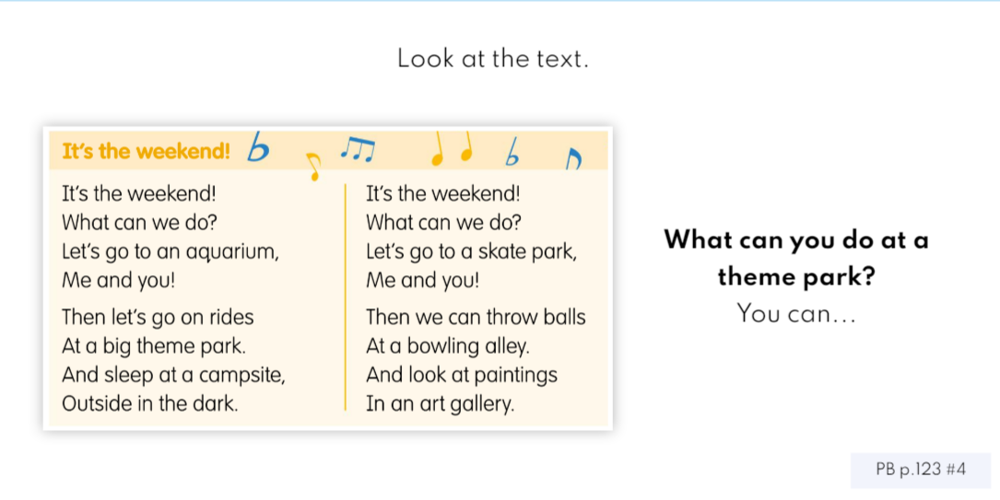 Look at the text.
It's the weekend!
It's the weekend!
What can we do?
Let's go to an aquarium,
Me and you!
Then let's go on rides
At a big theme park.
And sleep at a campsite,
Outside in the dark.
It's the weekend!
What can we do?
Let's go to a skate park,
Me and you!
Then we can throw balls
At a bowling alley.
And look at paintings
In an art gallery.
What can you do at a
theme park?
You can...
PB p.123 #4